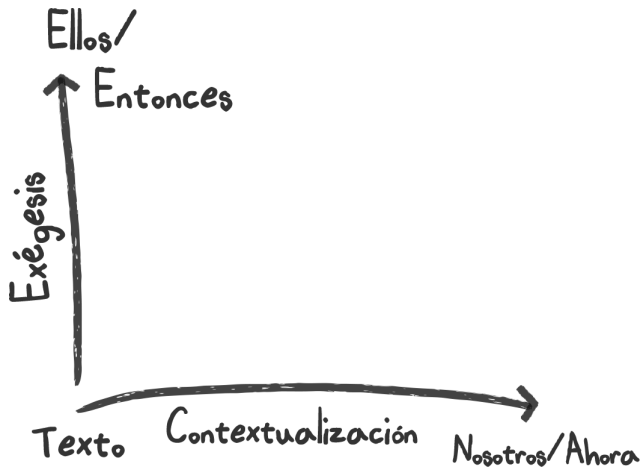 Ellos/
Entonces
Exégesis
Texto
Contextualización
Nosotros/Ahora